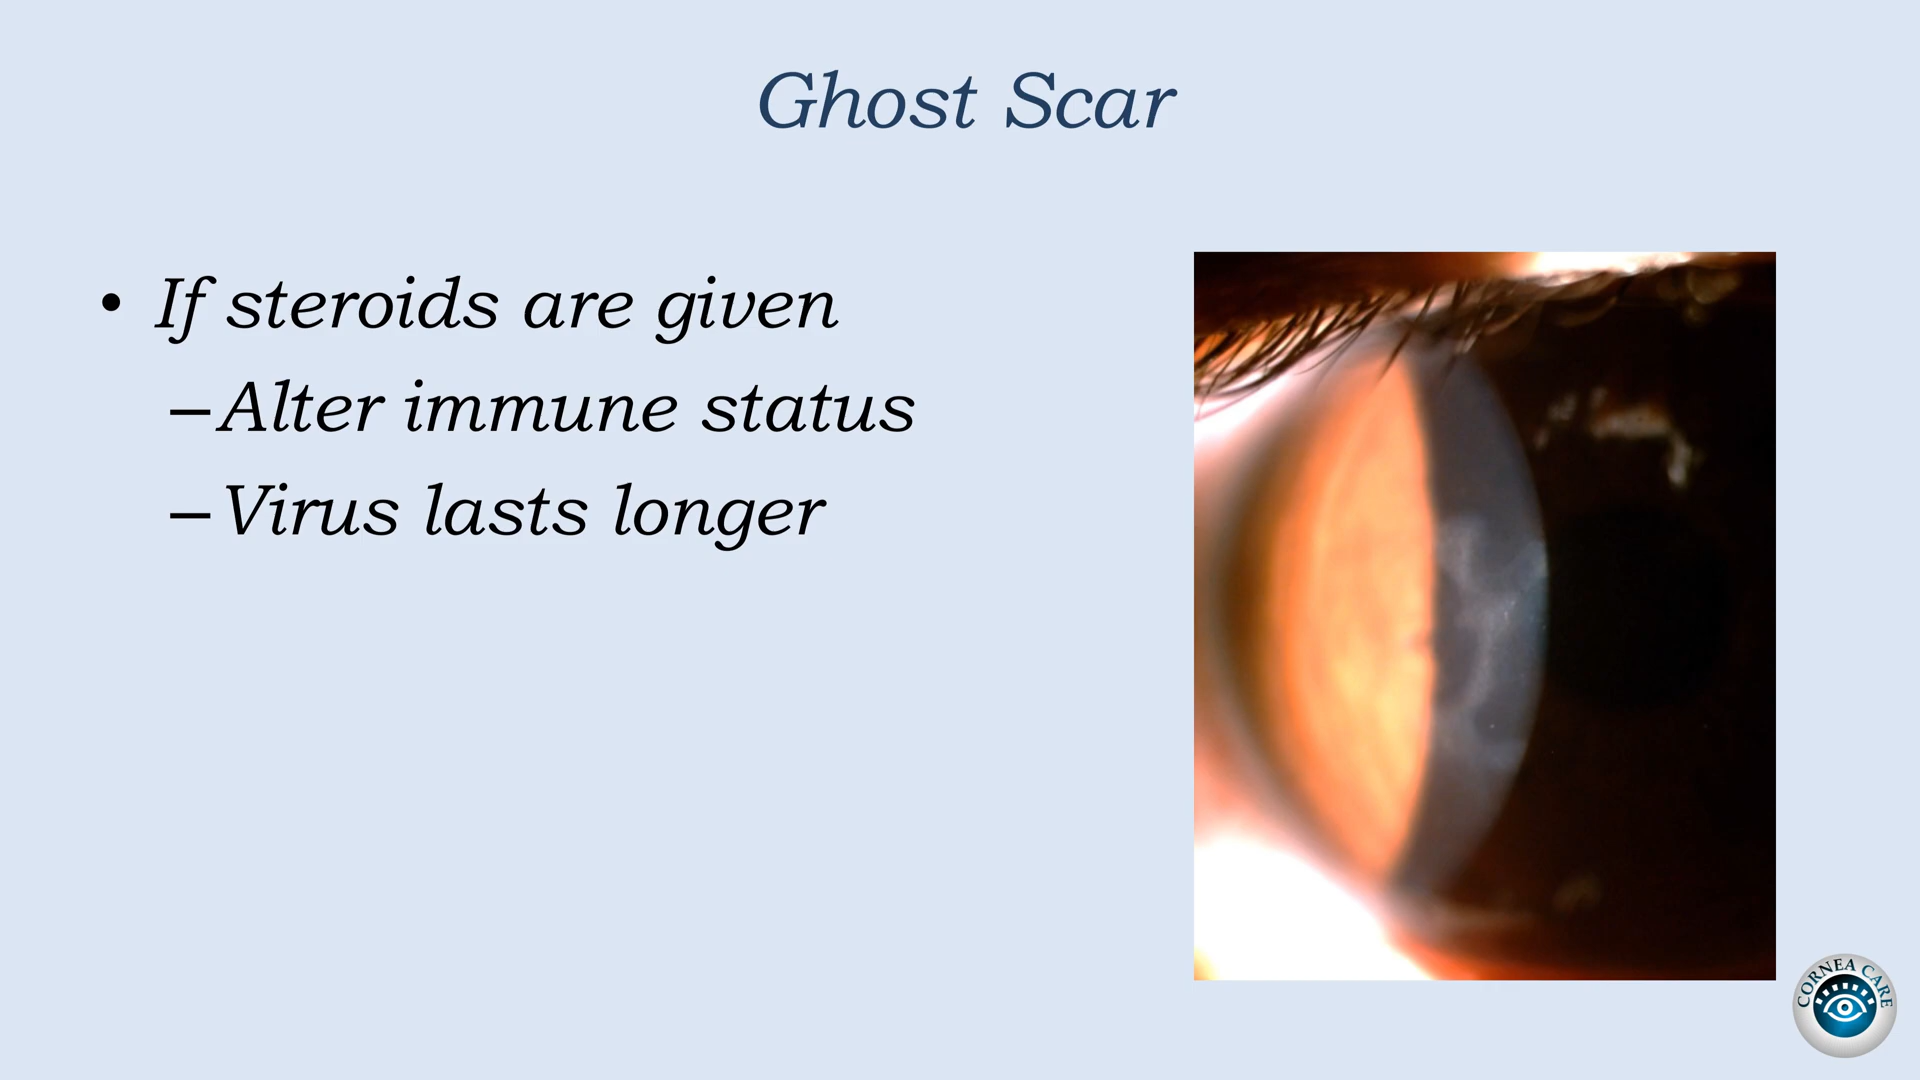 Ghost Scar
• If steroids are given
–Alter immune status
–Virus lasts longer
CORNEA CARE